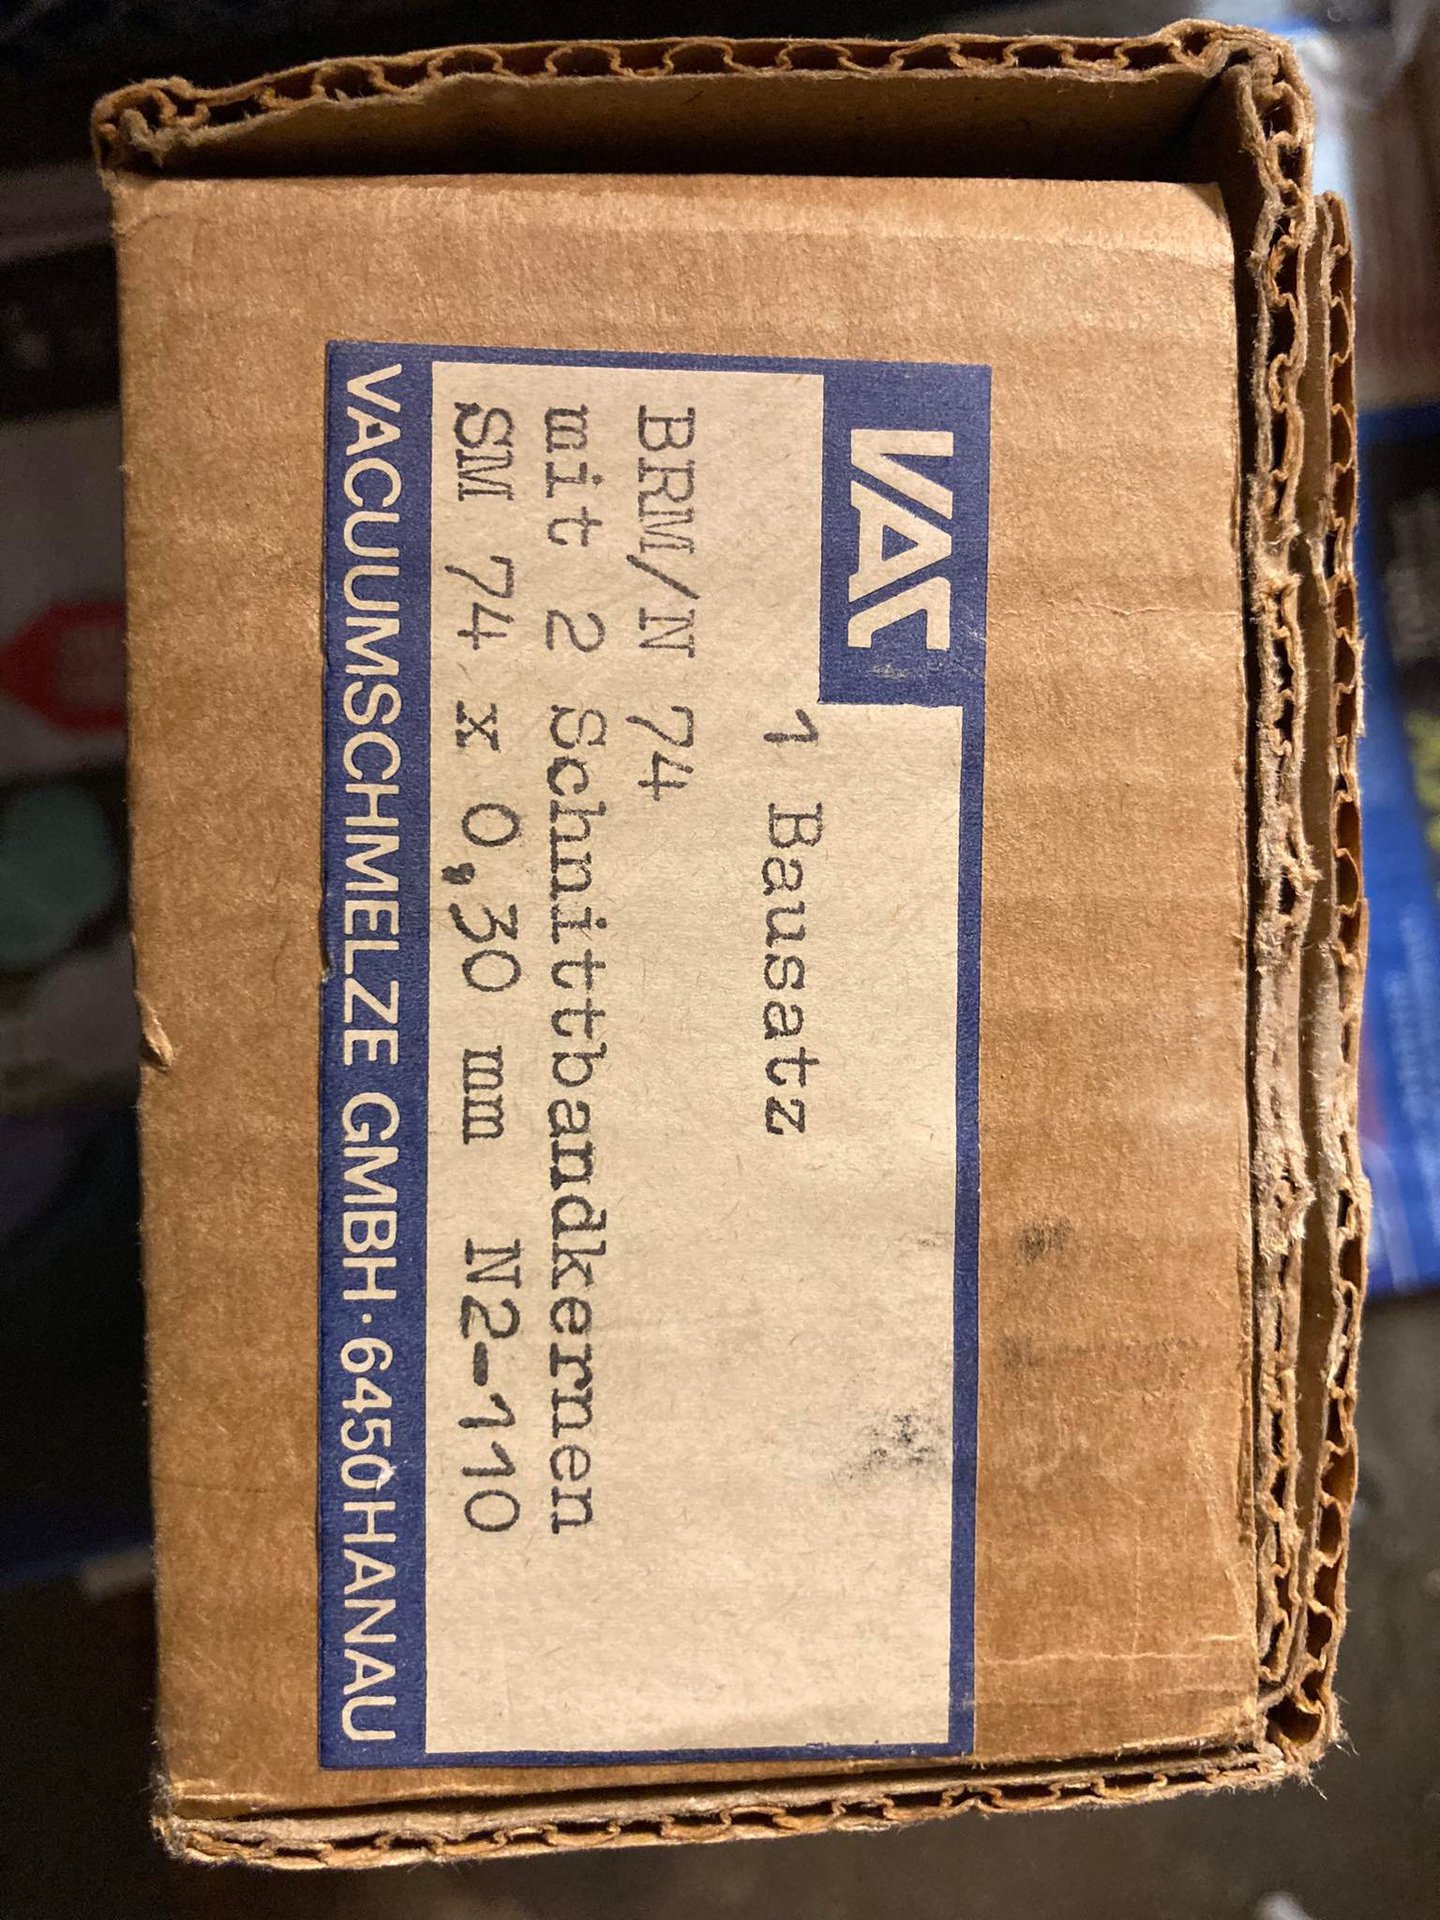 VAC
1 Bausatz
BRM/N 74
mit 2 Schnittbandkernen
SM 74 x 0,30 mm N2-110
VACUUMSCHMELZE GMBH · 6450 HANAU